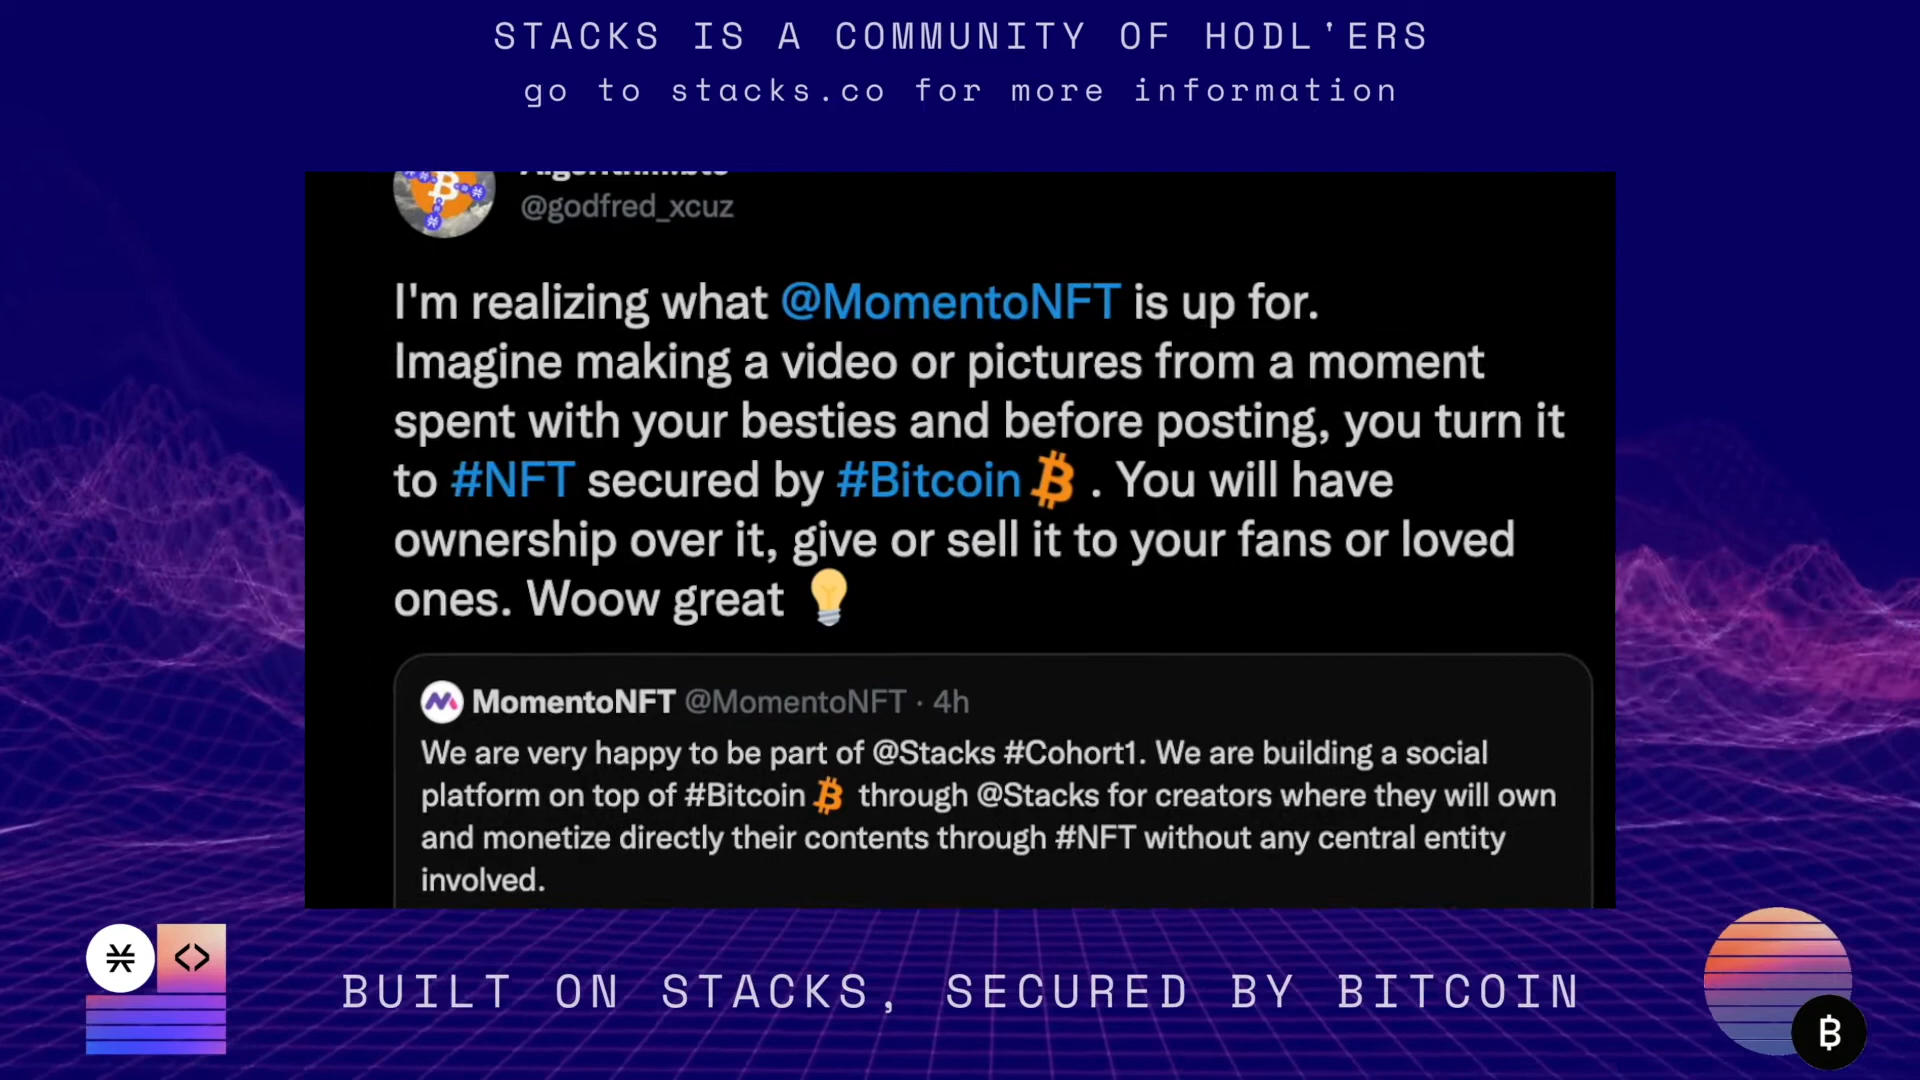 STACKS IS A COMMUNITY OF HODL'ERS
go to stacks.co for more information
@godfred_xcuz
I'm realizing what @MomentoNFT is up for.
Imagine making a video or pictures from a moment
spent with your besties and before posting, you turn it
to #NFT secured by #Bitcoin . You will have
ownership over it, give or sell it to your fans or loved
ones. Woow great 💡
MomentoNFT @MomentoNFT · 4h
We are very happy to be part of @Stacks #Cohort1. We are building a social
platform on top of #Bitcoin through @Stacks for creators where they will own
and monetize directly their contents through #NFT without any central entity
involved.
BUILT ON STACKS, SECURED BY BITCOIN